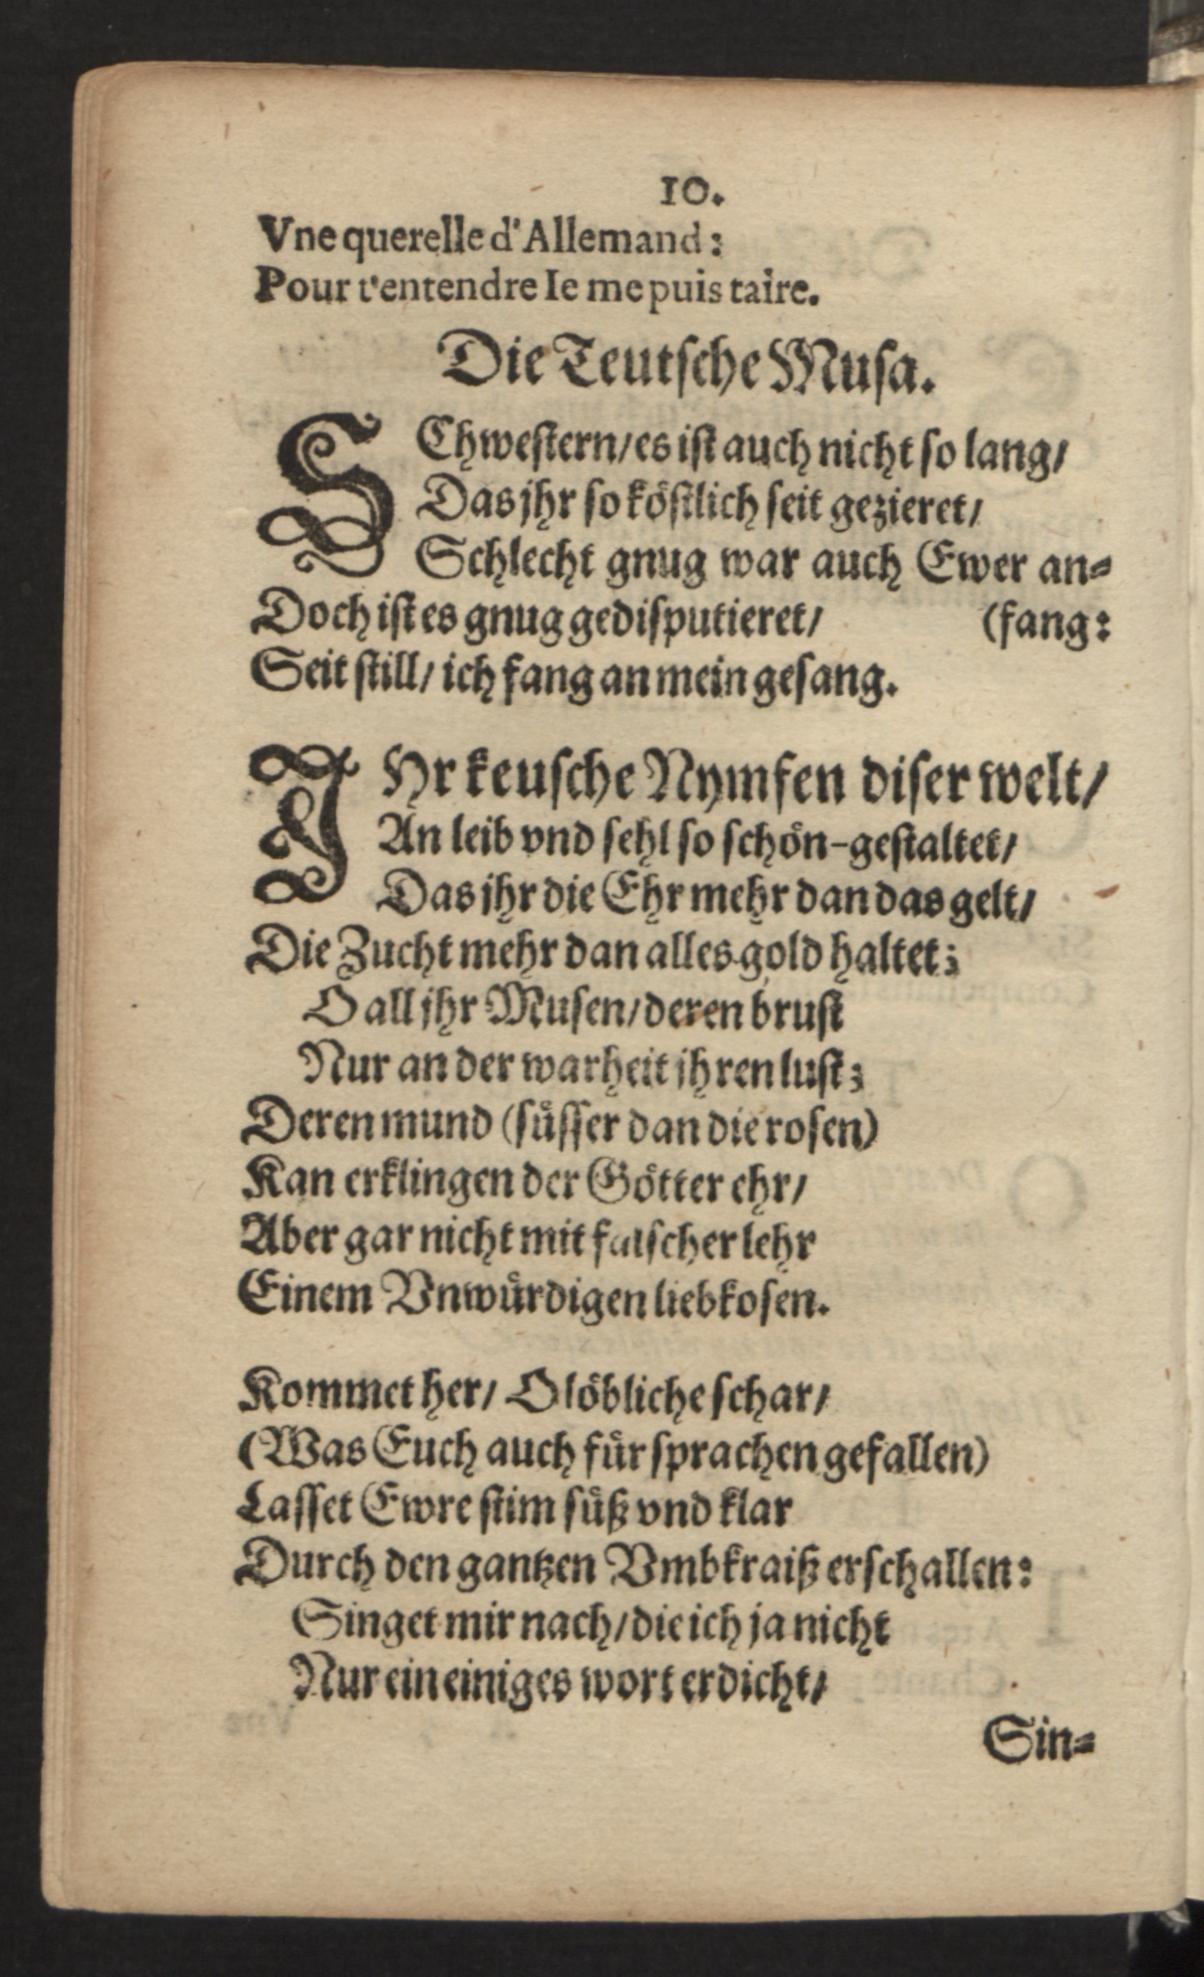 10.
Vne querelle d'Allemand:
Pour t'entendre Ie me puis taire.
Die Teutsche Musa.
SChwestern/ es ist auch nicht so lang/
Das jhr so köstlich seit gezieret/
Schlecht gnug war auch Ewer an-
Doch ist es gnug gedisputieret/ (fang:
Seit still/ ich fang an mein gesang.
IHr keusche Nymfen diser welt/
An leib vnd sehl so schön-gestaltet/
Das jhr die Ehr mehr dan das gelt/
Die Zucht mehr dan alles gold haltet;
O all jhr Musen/ deren brust
Nur an der warheit jhren lust;
Deren mund (süsser dan die rosen)
Kan erklingen der Götter ehr/
Aber gar nicht mit falscher lehr
Einem Vnwürdigen liebkosen.
Kommet her/ O löbliche schar/
(Was Euch auch für sprachen gefallen)
Lasset Ewre stim süß vnd klar
Durch den gantzen Vmbkraiß erschallen:
Singet mir nach/ die ich ja nicht
Nur ein einiges wort erdicht/
Sin-